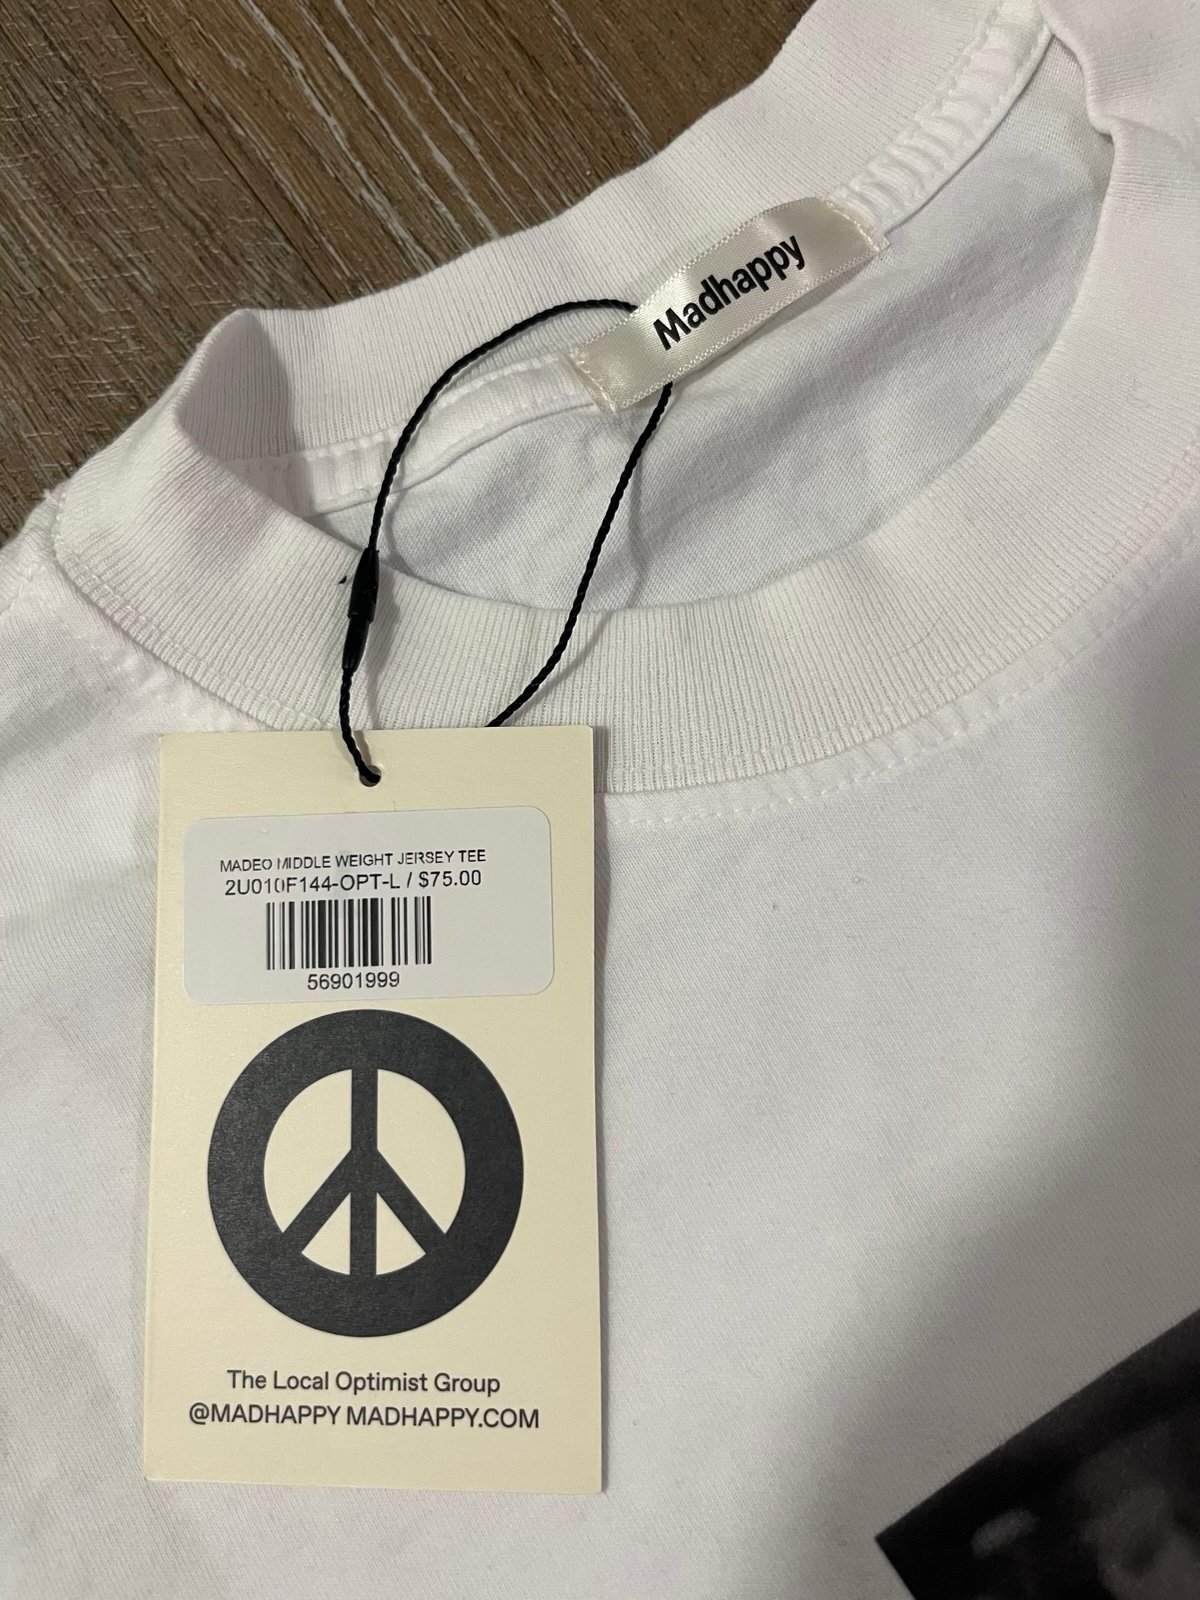 Madhappy
MADEO MIDDLE WEIGHT JERSEY TEE
2U010F144-OPT-L / $75.00
56901999
The Local Optimist Group
@MADHAPPY MADHAPPY.COM